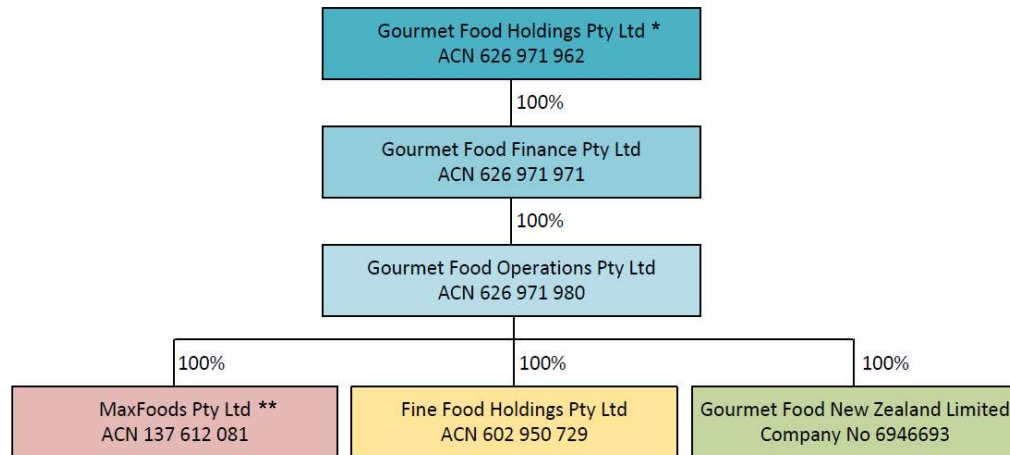 Gourmet Food Holdings Pty Ltd *
ACN 626 971 962
100%
Gourmet Food Finance Pty Ltd
ACN 626 971 971
100%
Gourmet Food Operations Pty Ltd
ACN 626 971 980
100%
100%
100%
MaxFoods Pty Ltd **
ACN 137 612 081
Fine Food Holdings Pty Ltd
ACN 602 950 729
Gourmet Food New Zealand Limited
Company No 6946693